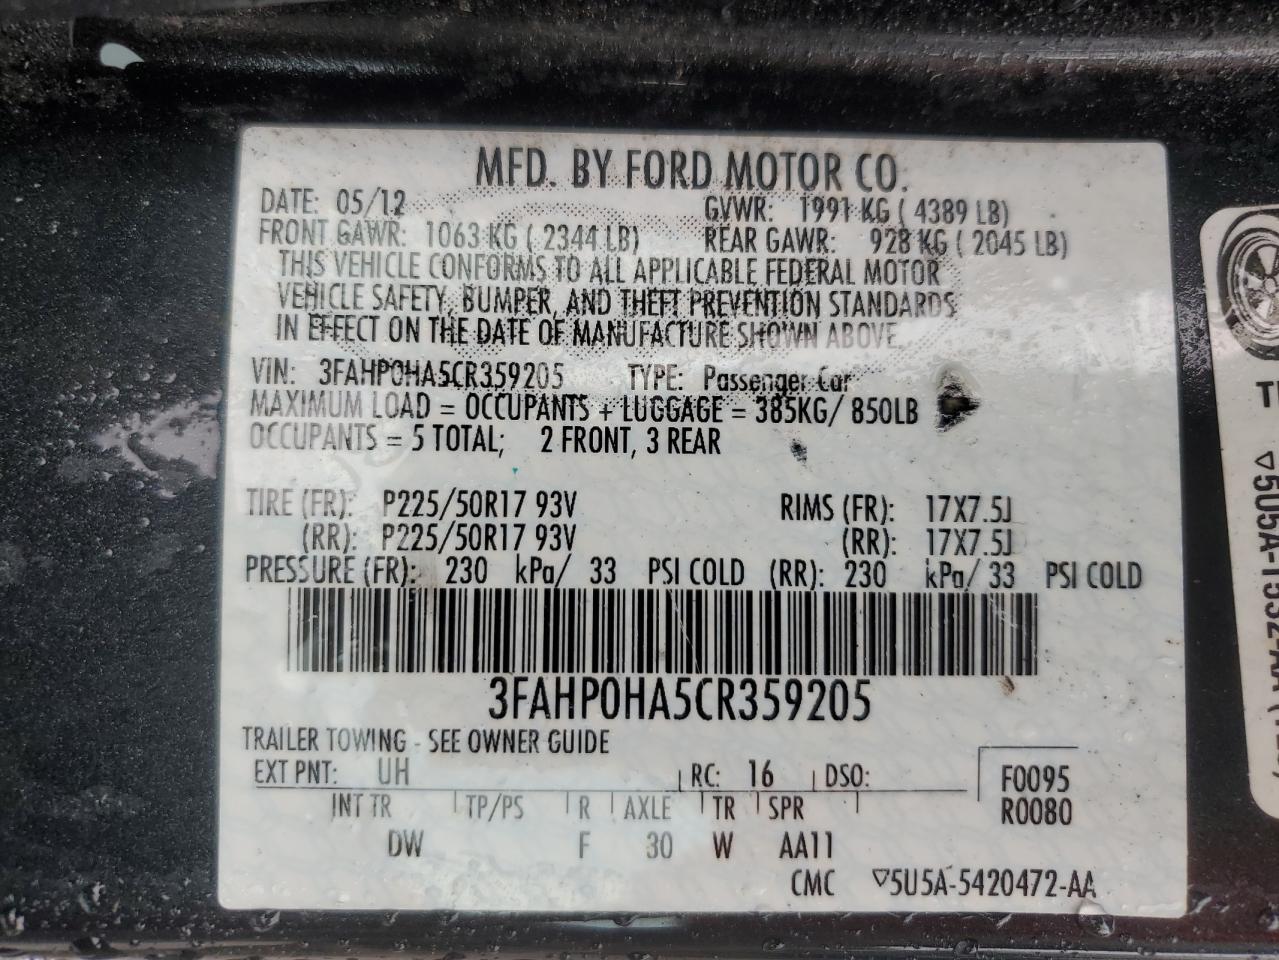 MFD. BY FORD MOTOR CO.
DATE: 05/12 GVWR: 1991 KG ( 4389 LB)
FRONT GAWR: 1063 KG ( 2344 LB) REAR GAWR: 928 KG ( 2045 LB)
THIS VEHICLE CONFORMS TO ALL APPLICABLE FEDERAL MOTOR
VEHICLE SAFETY, BUMPER, AND THEFT PREVENTION STANDARDS
IN EFFECT ON THE DATE OF MANUFACTURE SHOWN ABOVE.
VIN: 3FAHP0HA5CR359205 TYPE: Passenger Car
MAXIMUM LOAD = OCCUPANTS + LUGGAGE = 385KG/ 850LB
OCCUPANTS = 5 TOTAL; 2 FRONT, 3 REAR
TIRE (FR): P225/50R17 93V RIMS (FR): 17X7.5J
(RR): P225/50R17 93V (RR): 17X7.5J
PRESSURE (FR): 230 kPa/ 33 PSI COLD (RR): 230 kPa/ 33 PSI COLD
3FAHP0HA5CR359205
TRAILER TOWING - SEE OWNER GUIDE
EXT PNT: UH RC: 16 DSO: F0095
INT TR TP/PS R AXLE TR SPR R0080
DW F 30 W AA11
CMC ▽5U5A-5420472-AA